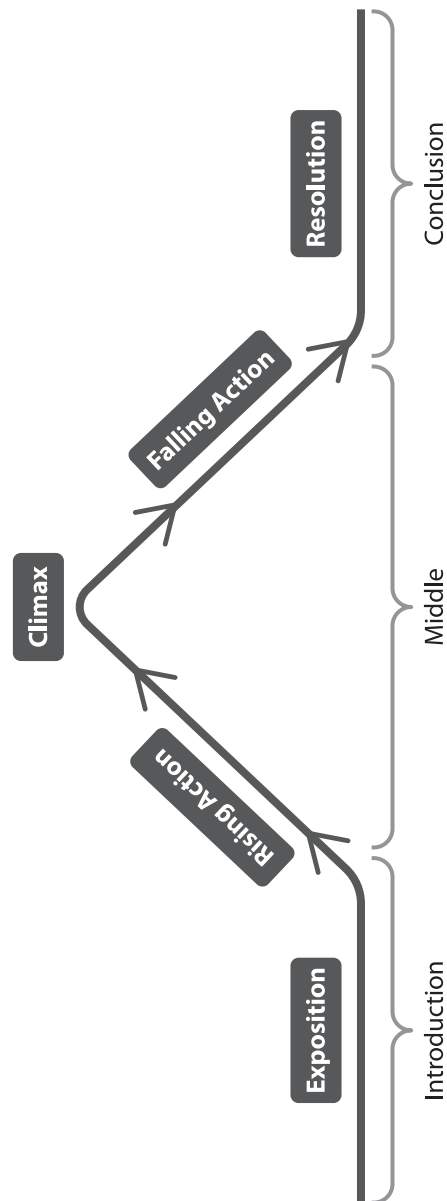 Climax
Rising Action
Falling Action
Exposition
Resolution
Introduction
Middle
Conclusion